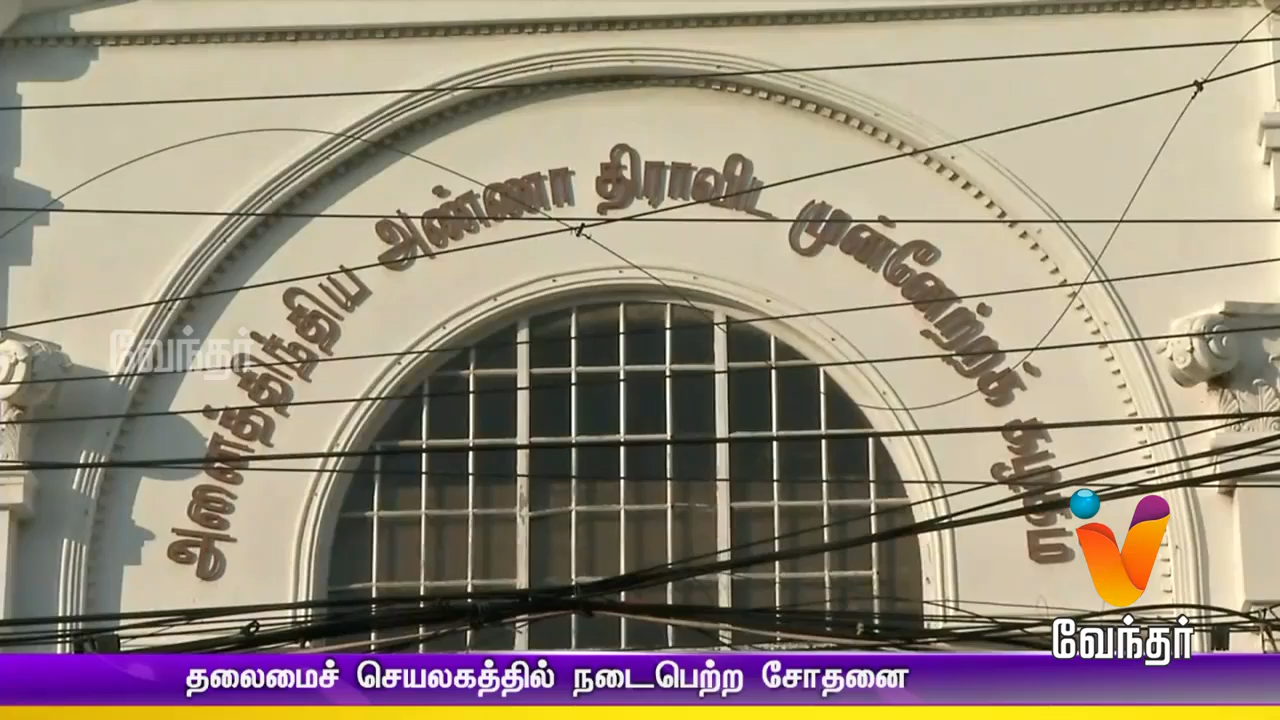 அனைத்திந்திய அண்ணா திராவிட முன்னேற்றக் கழகம்
வேந்தர்
வேந்தர்
தலைமைச் செயலகத்தில் நடைபெற்ற சோதனை